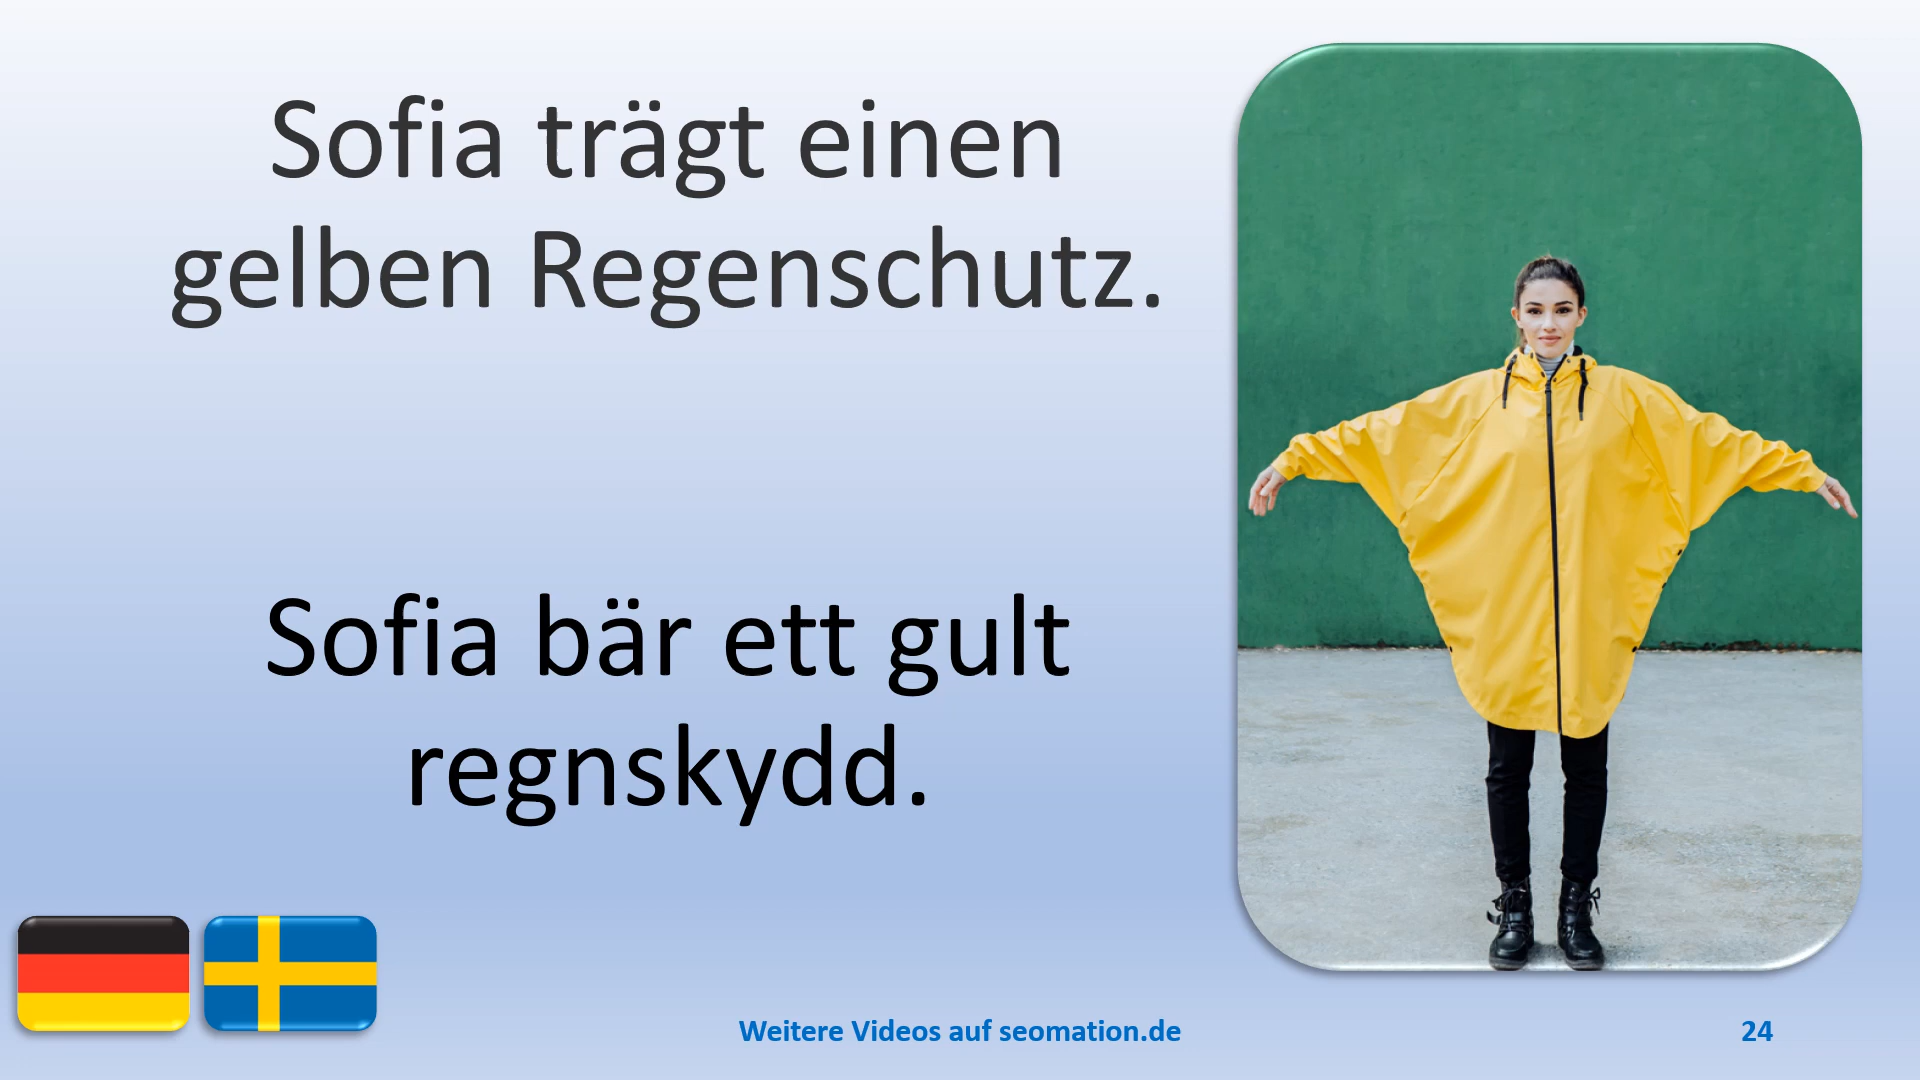 Sofia trägt einen
gelben Regenschutz.
Sofia bär ett gult
regnskydd.
Weitere Videos auf seomation.de
24